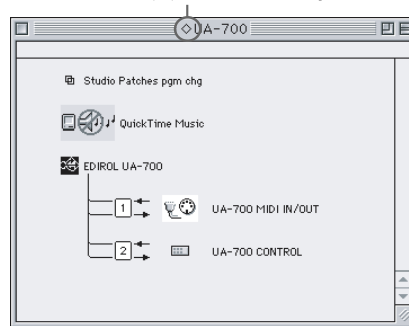 ◇UA-700
Studio Patches pgm chg
QuickTime Music
EDIROL UA-700
1
UA-700 MIDI IN/OUT
2
UA-700 CONTROL